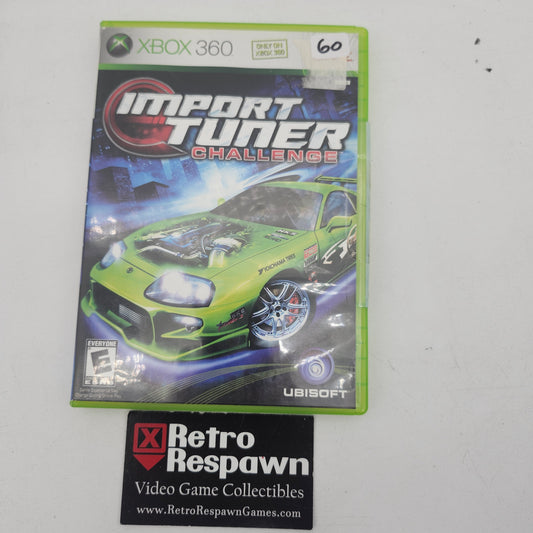 XBOX 360
ONLY ON
XBOX 360
60
IMPORT
TUNER
CHALLENGE
YOKOHAMA TIRES
EVERYONE
E
UBISOFT
Retro
Respawn
Video Game Collectibles
www.RetroRespawnGames.com